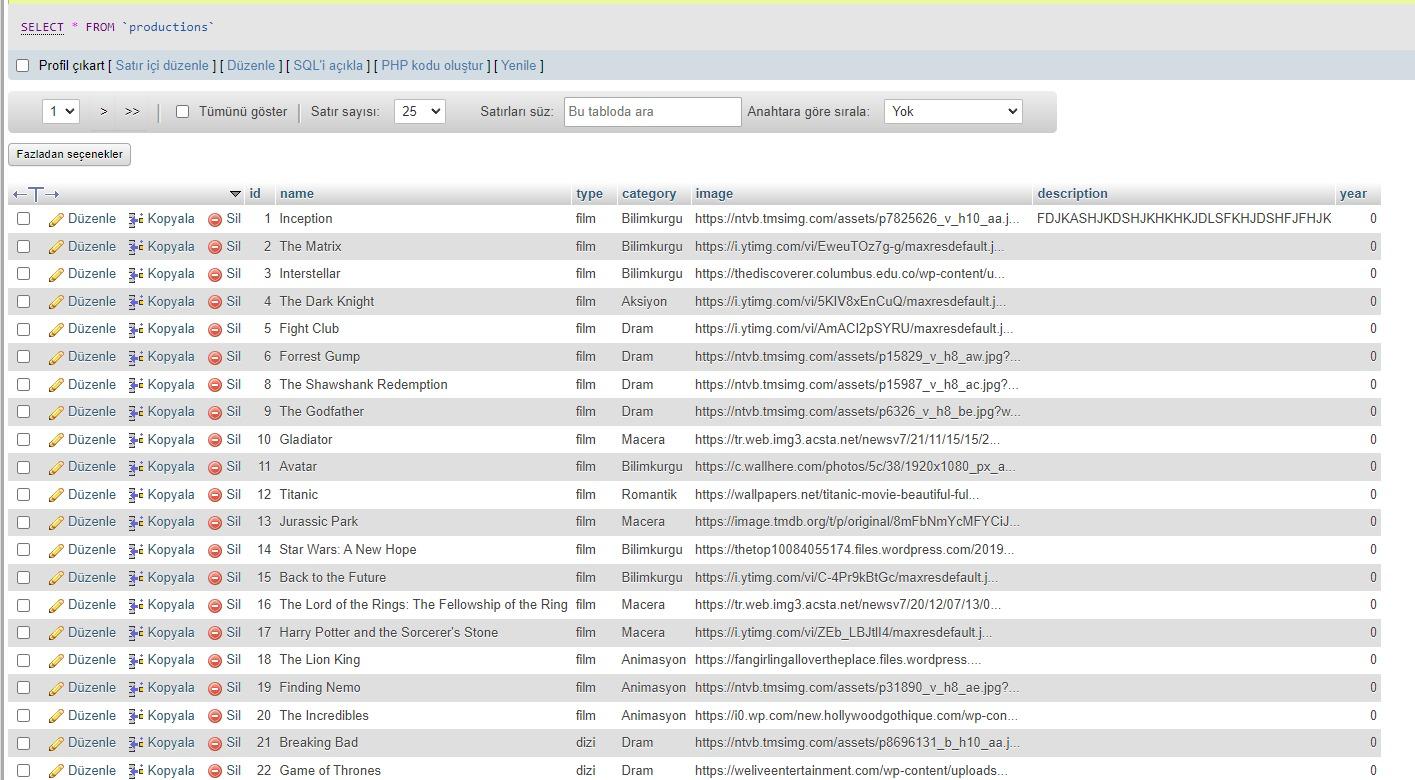 SELECT * FROM `productions`
Profil çıkart [ Satır içi düzenle ] [ Düzenle ] [ SQL'i açıkla ] [ PHP kodu oluştur ] [ Yenile ]
1 > >> | Tümünü göster | Satır sayısı: 25 Satırları süz: Bu tabloda ara Anahtara göre sırala: Yok
Fazladan seçenekler
←T→ id name type category image description year
Düzenle Kopyala Sil 1 Inception film Bilimkurgu https://ntvb.tmsimg.com/assets/p7825626_v_h10_aa.j... FDJKASHJKDSHJKHKHKJDLSFKHJDSHFJFHJK 0
Düzenle Kopyala Sil 2 The Matrix film Bilimkurgu https://i.ytimg.com/vi/EweuTOz7g-g/maxresdefault.j... 0
Düzenle Kopyala Sil 3 Interstellar film Bilimkurgu https://thediscoverer.columbus.edu.co/wp-content/u... 0
Düzenle Kopyala Sil 4 The Dark Knight film Aksiyon https://i.ytimg.com/vi/5KIV8xEnCuQ/maxresdefault.j... 0
Düzenle Kopyala Sil 5 Fight Club film Dram https://i.ytimg.com/vi/AmACI2pSYRU/maxresdefault.j... 0
Düzenle Kopyala Sil 6 Forrest Gump film Dram https://ntvb.tmsimg.com/assets/p15829_v_h8_aw.jpg?... 0
Düzenle Kopyala Sil 8 The Shawshank Redemption film Dram https://ntvb.tmsimg.com/assets/p15987_v_h8_ac.jpg?... 0
Düzenle Kopyala Sil 9 The Godfather film Dram https://ntvb.tmsimg.com/assets/p6326_v_h8_be.jpg?w... 0
Düzenle Kopyala Sil 10 Gladiator film Macera https://tr.web.img3.acsta.net/newsv7/21/11/15/15/2... 0
Düzenle Kopyala Sil 11 Avatar film Bilimkurgu https://c.wallhere.com/photos/5c/38/1920x1080_px_a... 0
Düzenle Kopyala Sil 12 Titanic film Romantik https://wallpapers.net/titanic-movie-beautiful-ful... 0
Düzenle Kopyala Sil 13 Jurassic Park film Macera https://image.tmdb.org/t/p/original/8mFbNmYcMFYCiJ... 0
Düzenle Kopyala Sil 14 Star Wars: A New Hope film Bilimkurgu https://thetop10084055174.files.wordpress.com/2019... 0
Düzenle Kopyala Sil 15 Back to the Future film Bilimkurgu https://i.ytimg.com/vi/C-4Pr9kBtGc/maxresdefault.j... 0
Düzenle Kopyala Sil 16 The Lord of the Rings: The Fellowship of the Ring film Macera https://tr.web.img3.acsta.net/newsv7/20/12/07/13/0... 0
Düzenle Kopyala Sil 17 Harry Potter and the Sorcerer's Stone film Macera https://i.ytimg.com/vi/ZEb_LBJtlI4/maxresdefault.j... 0
Düzenle Kopyala Sil 18 The Lion King film Animasyon https://fangirlingallovertheplace.files.wordpress.... 0
Düzenle Kopyala Sil 19 Finding Nemo film Animasyon https://ntvb.tmsimg.com/assets/p31890_v_h8_ae.jpg?... 0
Düzenle Kopyala Sil 20 The Incredibles film Animasyon https://i0.wp.com/new.hollywoodgothique.com/wp-con... 0
Düzenle Kopyala Sil 21 Breaking Bad dizi Dram https://ntvb.tmsimg.com/assets/p8696131_b_h10_aa.j... 0
Düzenle Kopyala Sil 22 Game of Thrones dizi Dram https://weliveentertainment.com/wp-content/uploads... 0